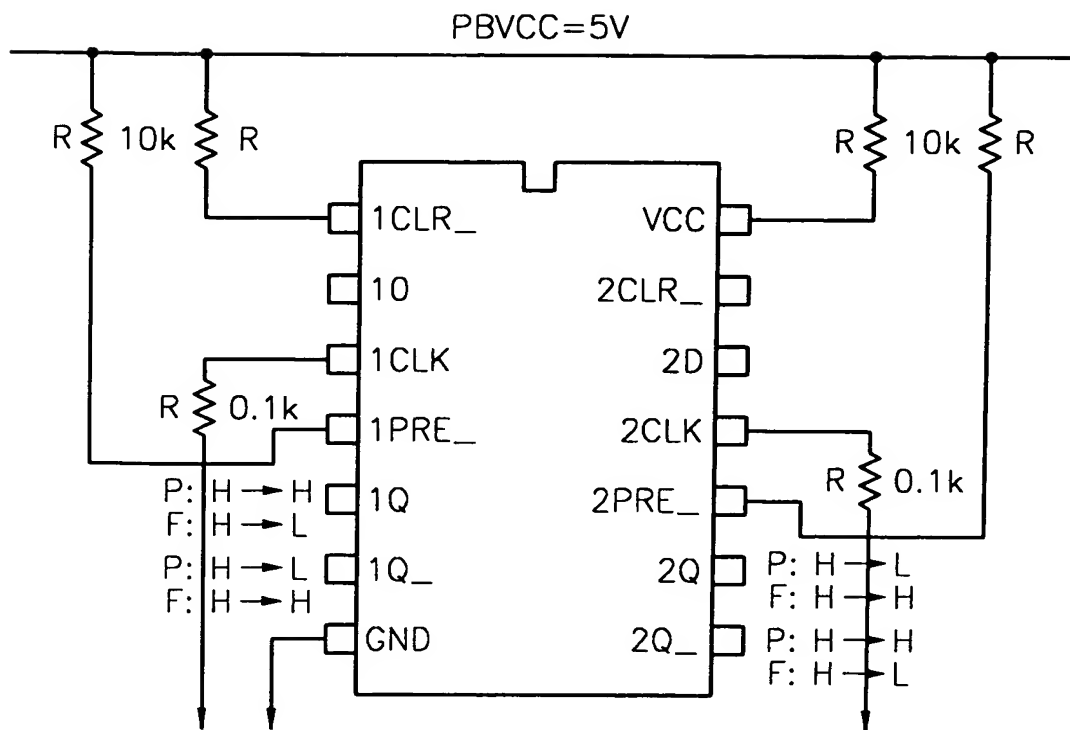 PBVCC=5V
R 10k R
R 10k R
1CLR_
VCC
10
2CLR_
1CLK
2D
R 0.1k
1PRE_
2CLK
R 0.1k
P: H → H
F: H → L
1Q
2PRE_
P: H → L
F: H → H
1Q_
2Q
P: H → L
F: H → H
GND
2Q_
P: H → H
F: H → L